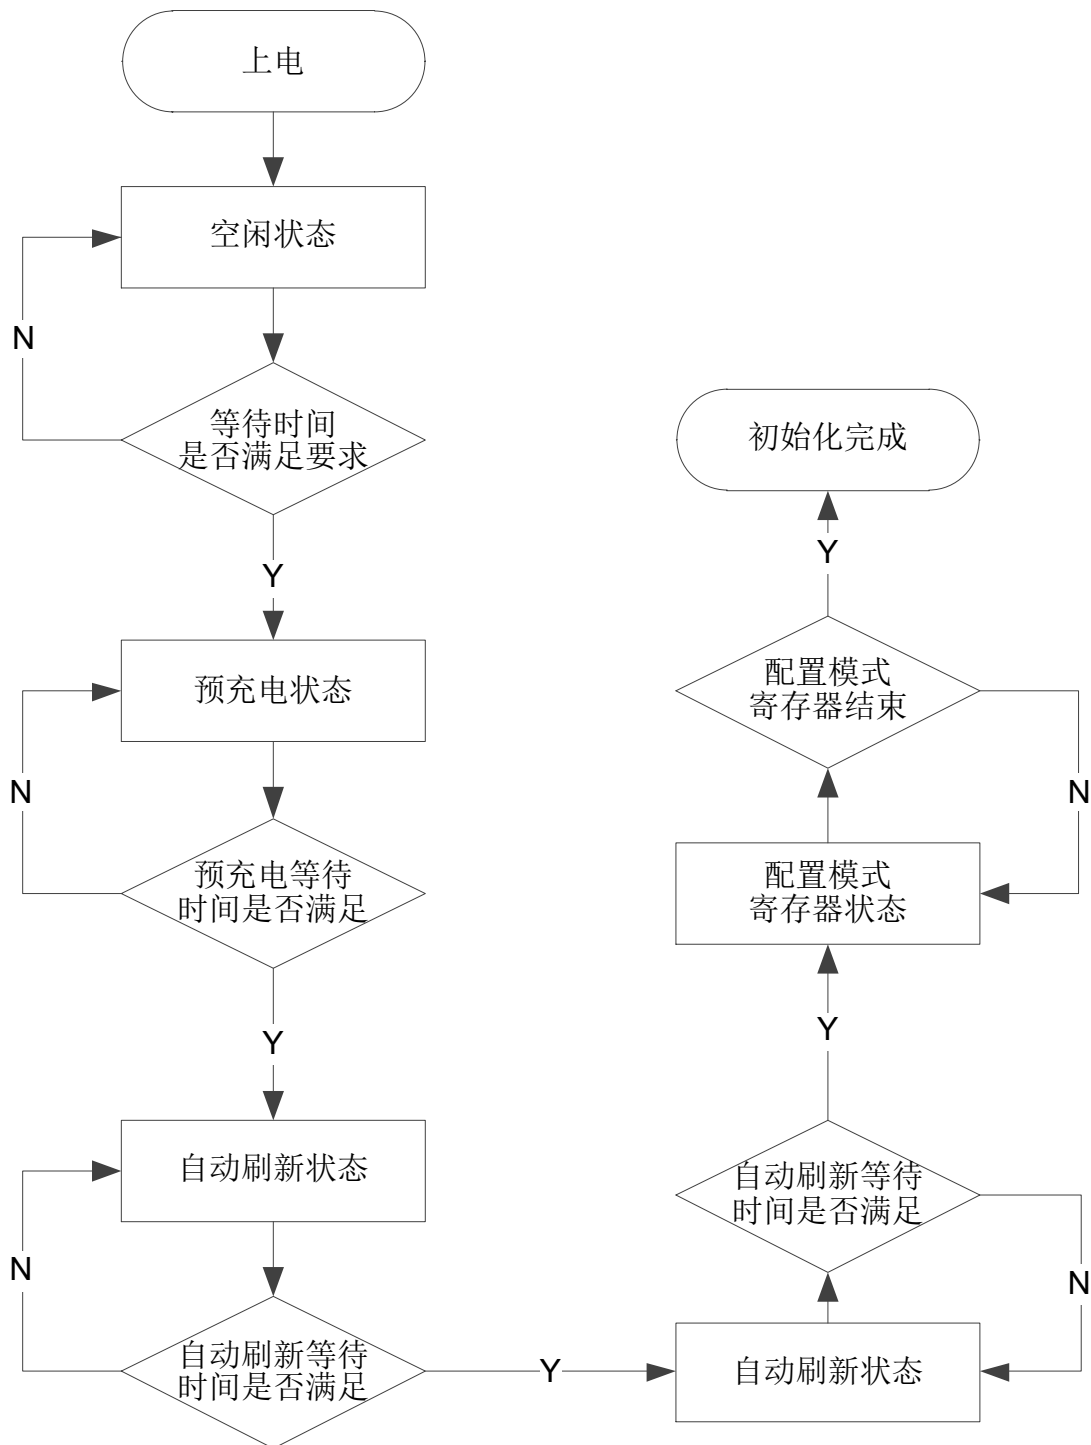 上电
空闲状态
N
等待时间
是否满足要求
Y
预充电状态
N
预充电等待
时间是否满足
Y
自动刷新状态
N
自动刷新等待
时间是否满足
Y
自动刷新状态
N
自动刷新等待
时间是否满足
Y
配置模式
寄存器状态
N
配置模式
寄存器结束
Y
初始化完成